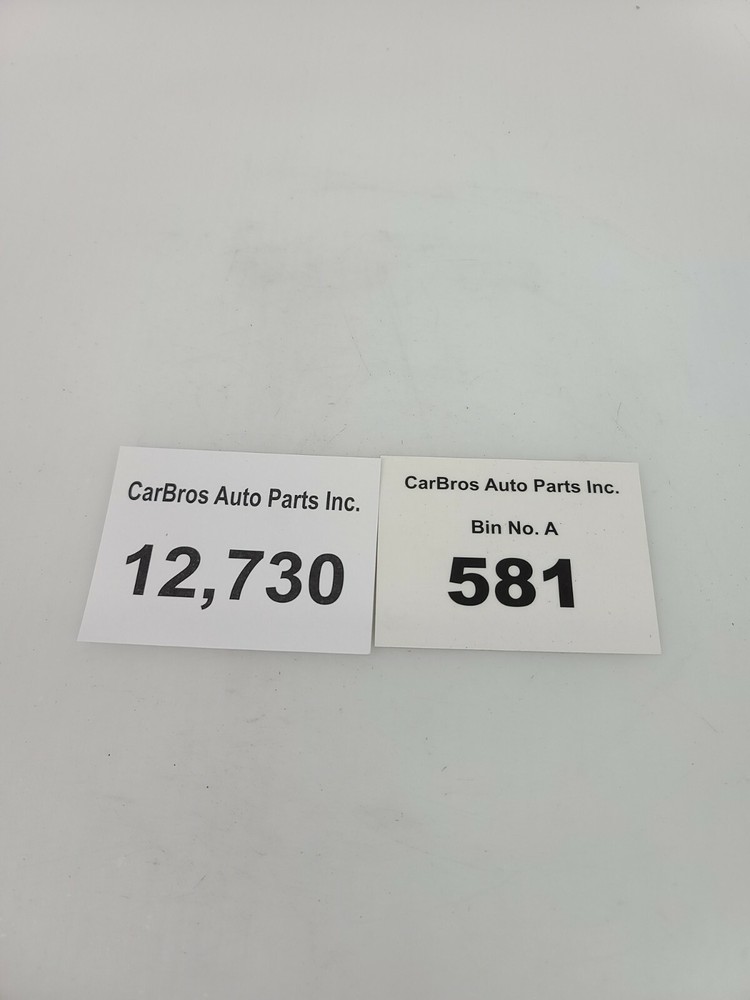 CarBros Auto Parts Inc.
12,730
CarBros Auto Parts Inc.
Bin No. A
581